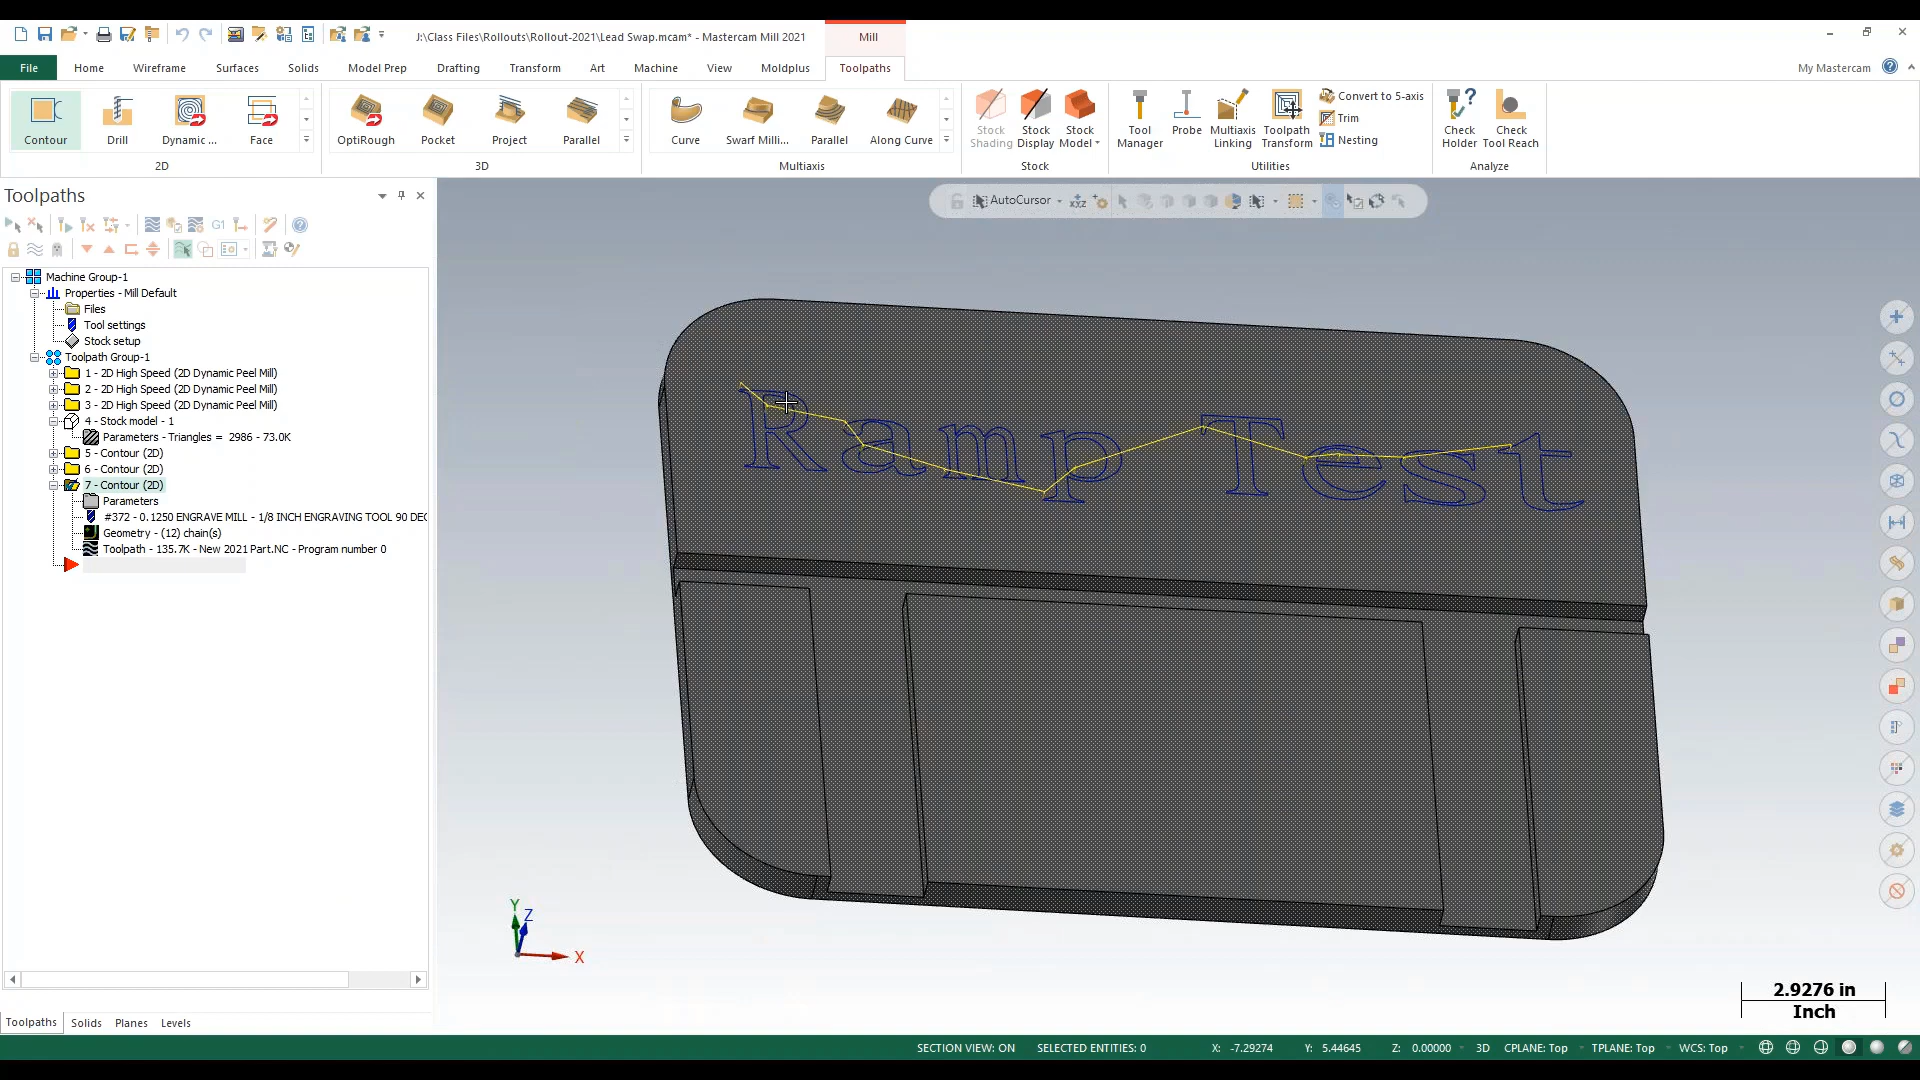 J:\Class Files\Rollouts\Rollout-2021\Lead Swap.mcam* - Mastercam Mill 2021
Mill
File
Home
Wireframe
Surfaces
Solids
Model Prep
Drafting
Transform
Art
Machine
View
Moldplus
Toolpaths
My Mastercam
Contour
Drill
Dynamic ...
Face
OptiRough
Pocket
Project
Parallel
Curve
Swarf Milli...
Parallel
Along Curve
Stock Shading
Stock Display
Stock Model
Tool Manager
Probe
Multiaxis Linking
Toolpath Transform
Convert to 5-axis
Trim
Nesting
Check Holder
Check Tool Reach
2D
3D
Multiaxis
Stock
Utilities
Analyze
Toolpaths
G1
AutoCursor
XYZ
Machine Group-1
Properties - Mill Default
Files
Tool settings
Stock setup
Toolpath Group-1
1 - 2D High Speed (2D Dynamic Peel Mill)
2 - 2D High Speed (2D Dynamic Peel Mill)
3 - 2D High Speed (2D Dynamic Peel Mill)
4 - Stock model - 1
Parameters - Triangles = 2986 - 73.0K
5 - Contour (2D)
6 - Contour (2D)
7 - Contour (2D)
Parameters
#372 - 0.1250 ENGRAVE MILL - 1/8 INCH ENGRAVING TOOL 90 DEG
Geometry - (12) chain(s)
Toolpath - 135.7K - New 2021 Part.NC - Program number 0
Ramp Test
Y
Z
X
2.9276 in
Inch
Toolpaths
Solids
Planes
Levels
SECTION VIEW: ON
SELECTED ENTITIES: 0
X: -7.29274
Y: 5.44645
Z: 0.00000
3D
CPLANE: Top
TPLANE: Top
WCS: Top